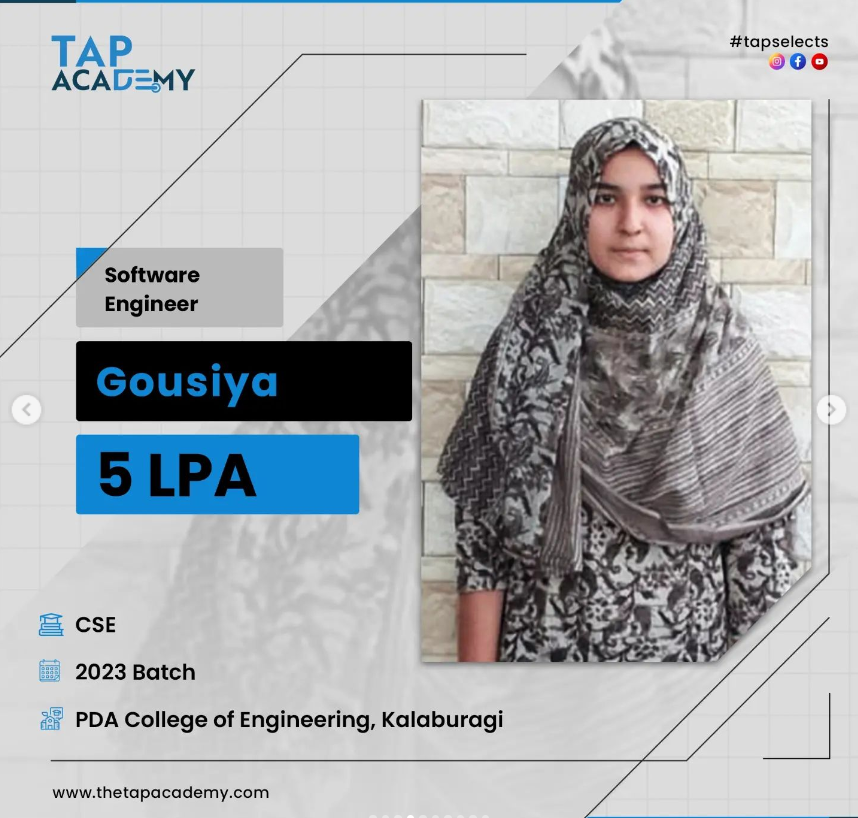 TAP
ACADEMY
#tapselects
Software
Engineer
Gousiya
5 LPA
CSE
2023 Batch
PDA College of Engineering, Kalaburagi
www.thetapacademy.com